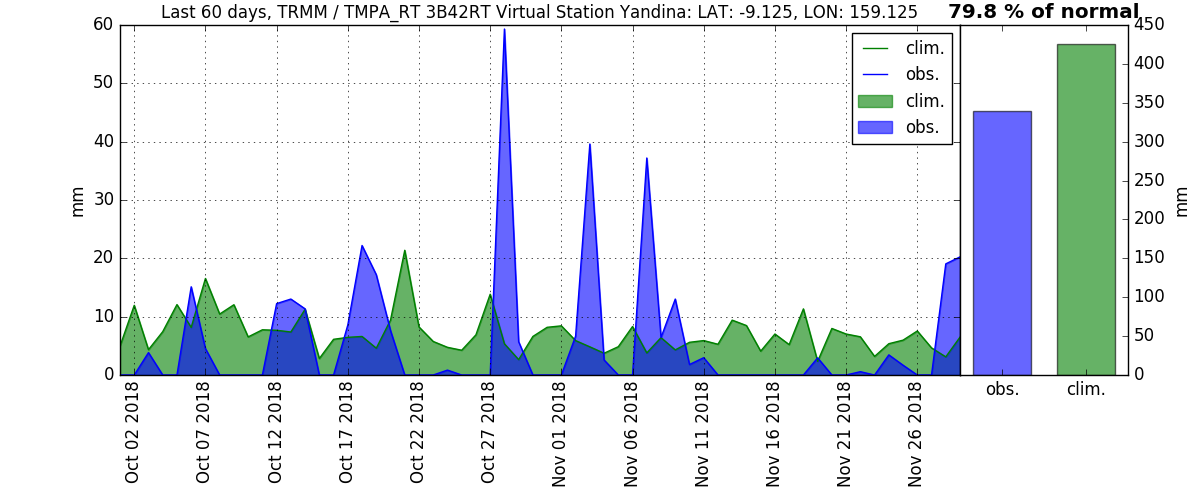 Last 60 days, TRMM / TMPA_RT 3B42RT Virtual Station Yandina: LAT: -9.125, LON: 159.125
79.8 % of normal
60
50
40
30
20
10
0
mm
clim.
obs.
clim.
obs.
450
400
350
300
250
200
150
100
50
0
mm
Oct 02 2018
Oct 07 2018
Oct 12 2018
Oct 17 2018
Oct 22 2018
Oct 27 2018
Nov 01 2018
Nov 06 2018
Nov 11 2018
Nov 16 2018
Nov 21 2018
Nov 26 2018
obs.
clim.